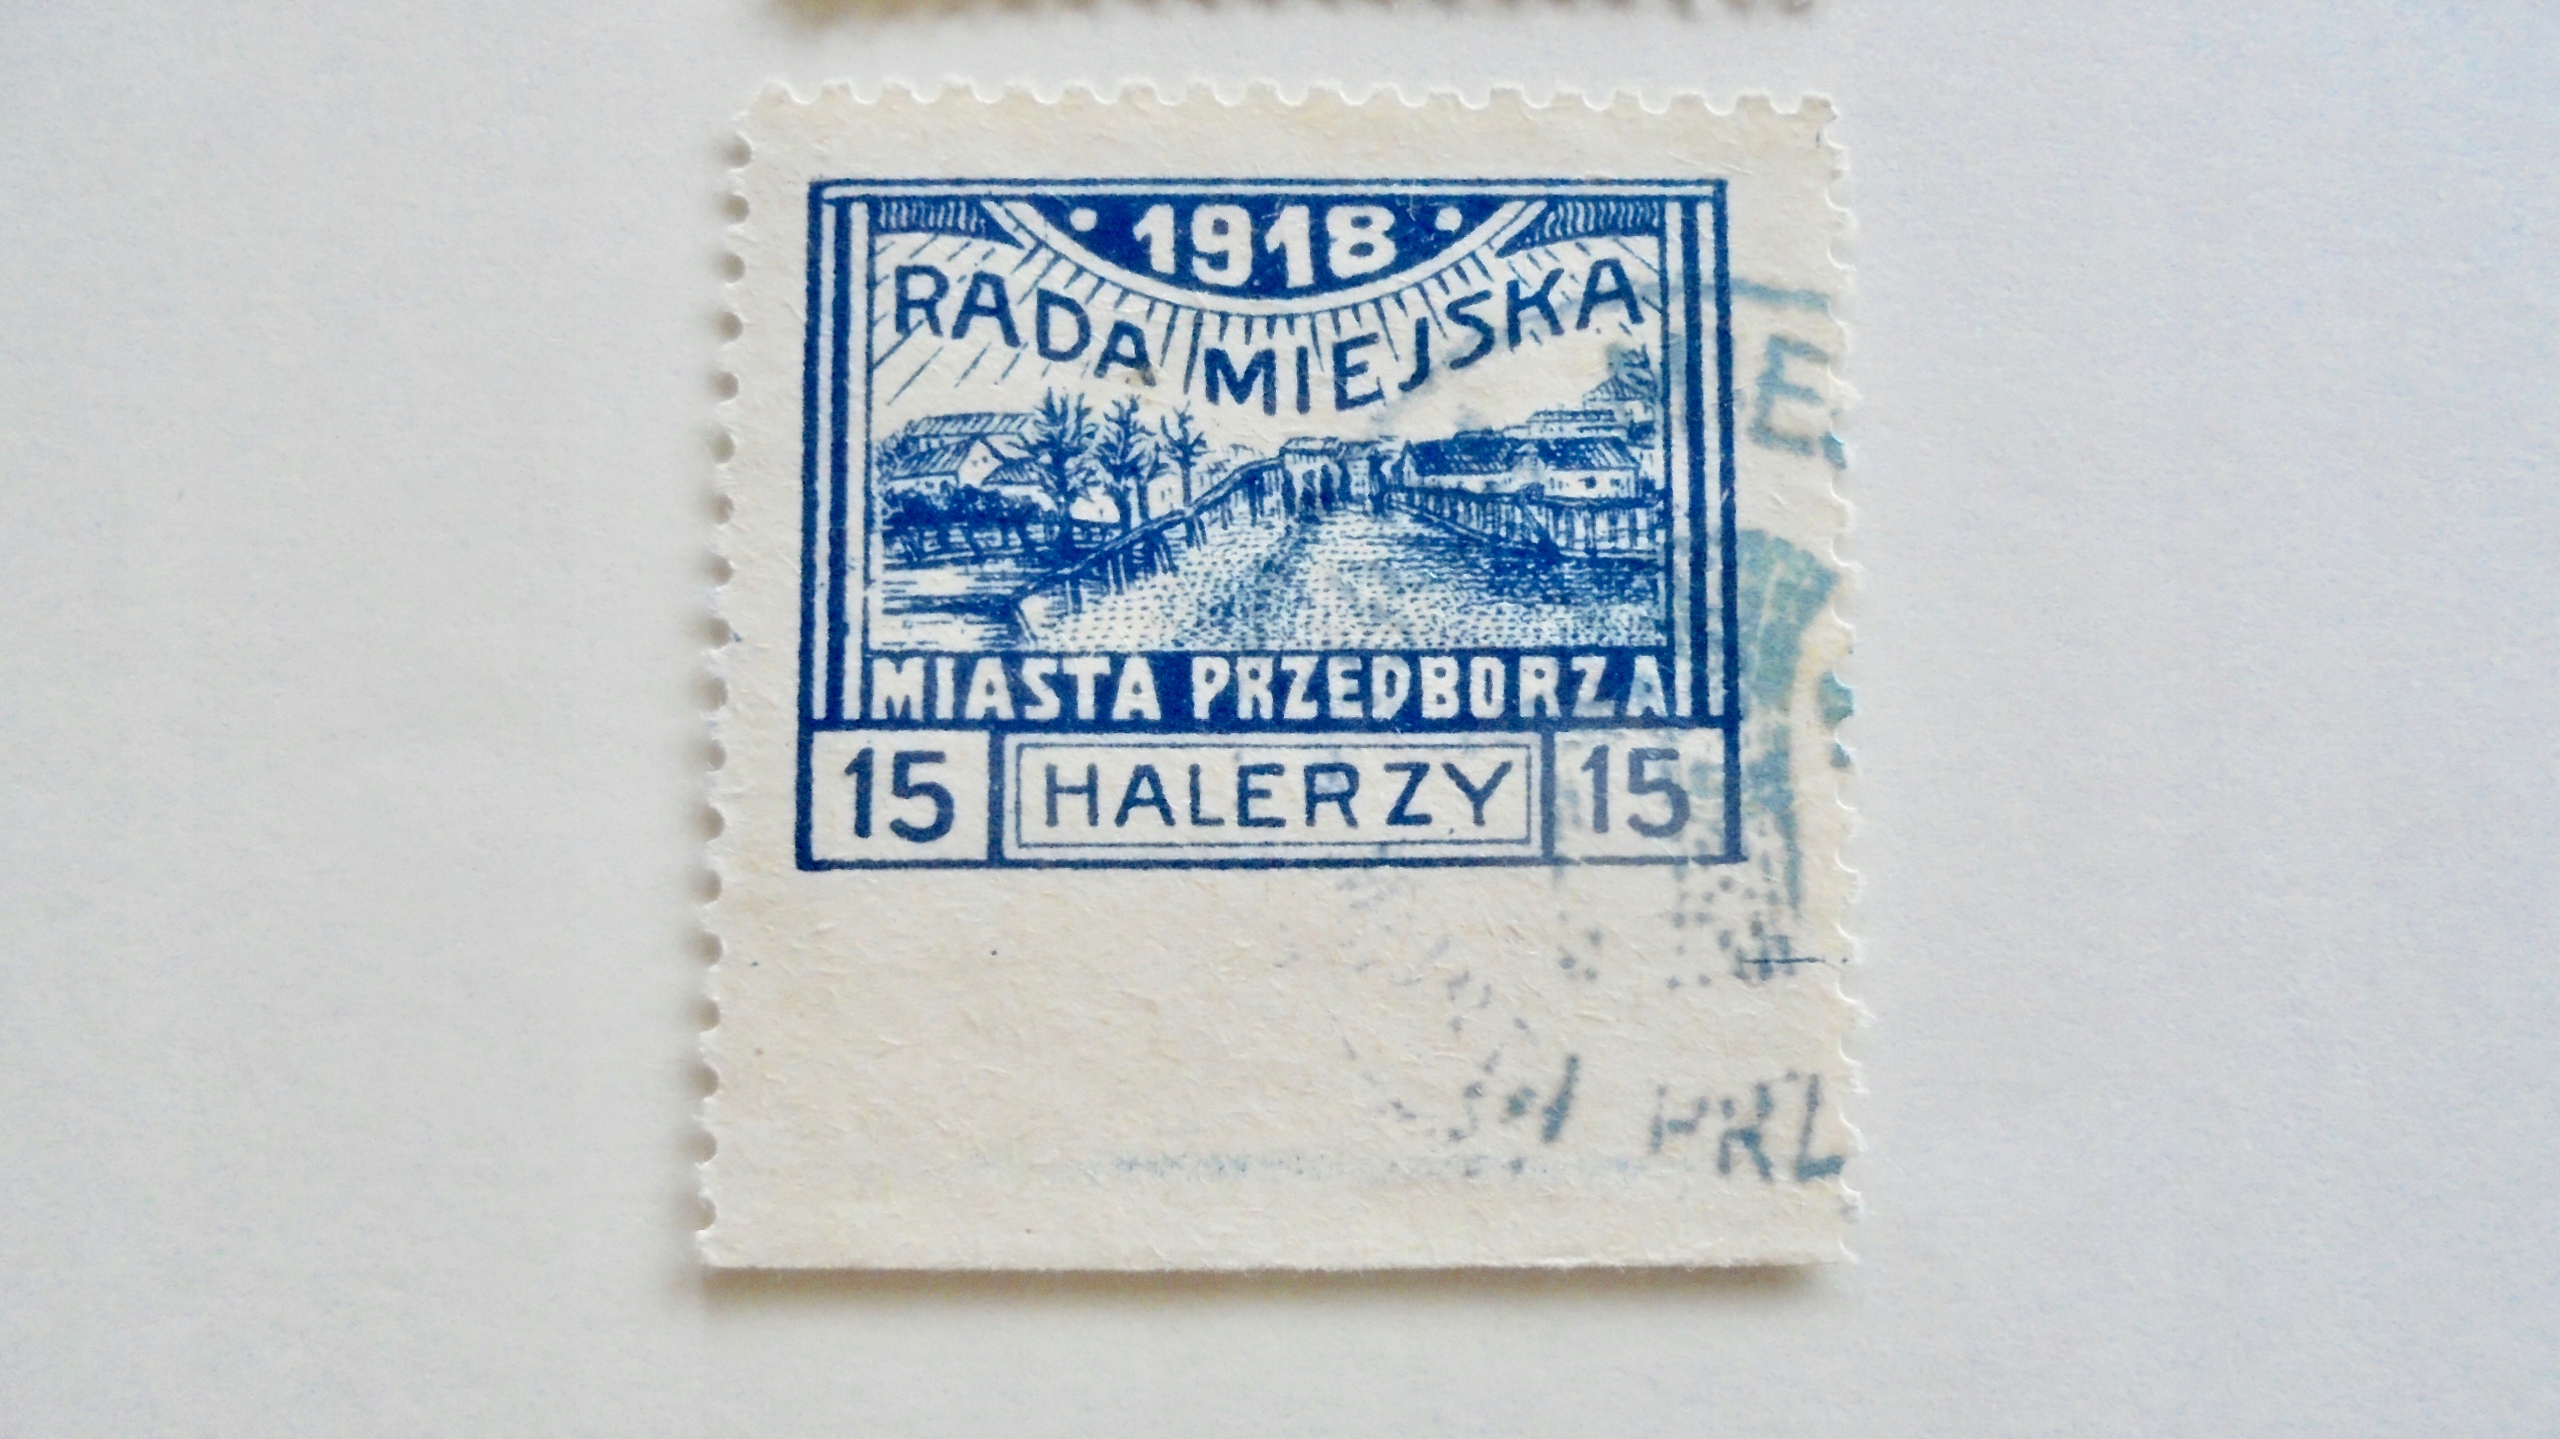 1918
RADA MIEJSKA
MIASTA PRZEDBORZA
15 HALERZY 15